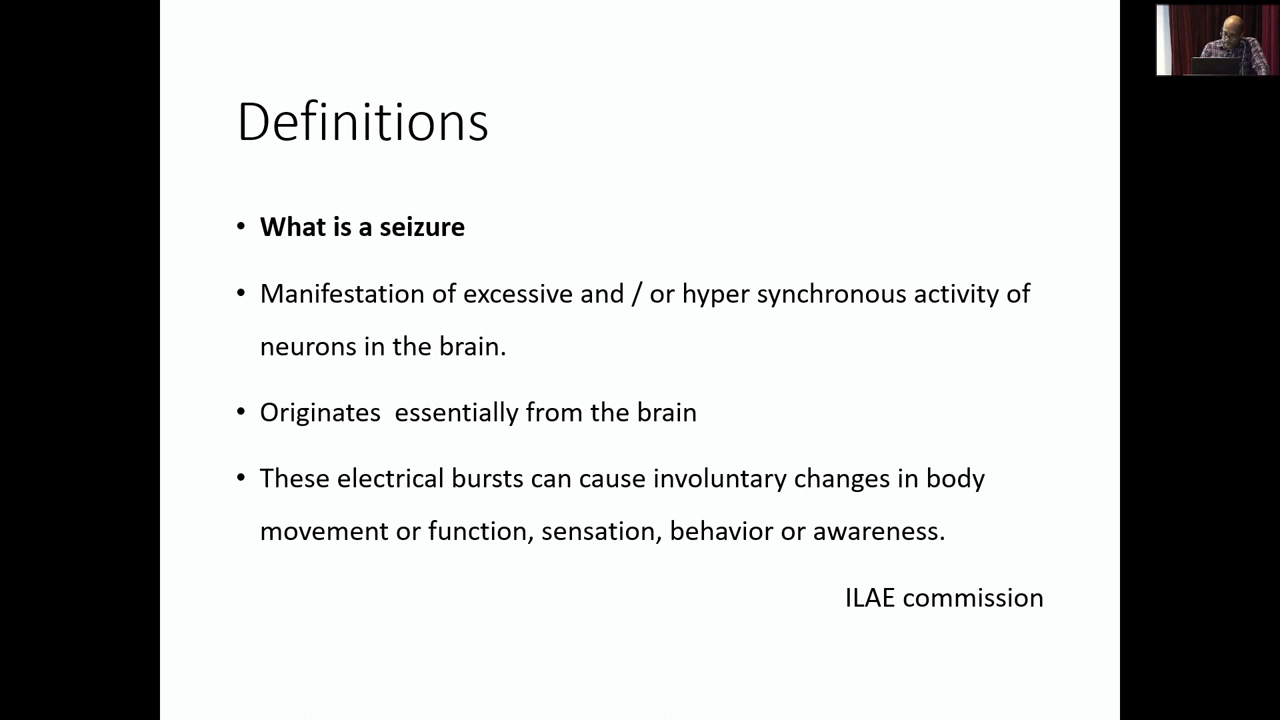 Definitions
• What is a seizure
• Manifestation of excessive and / or hyper synchronous activity of
neurons in the brain.
• Originates  essentially from the brain
• These electrical bursts can cause involuntary changes in body
movement or function, sensation, behavior or awareness.
ILAE commission